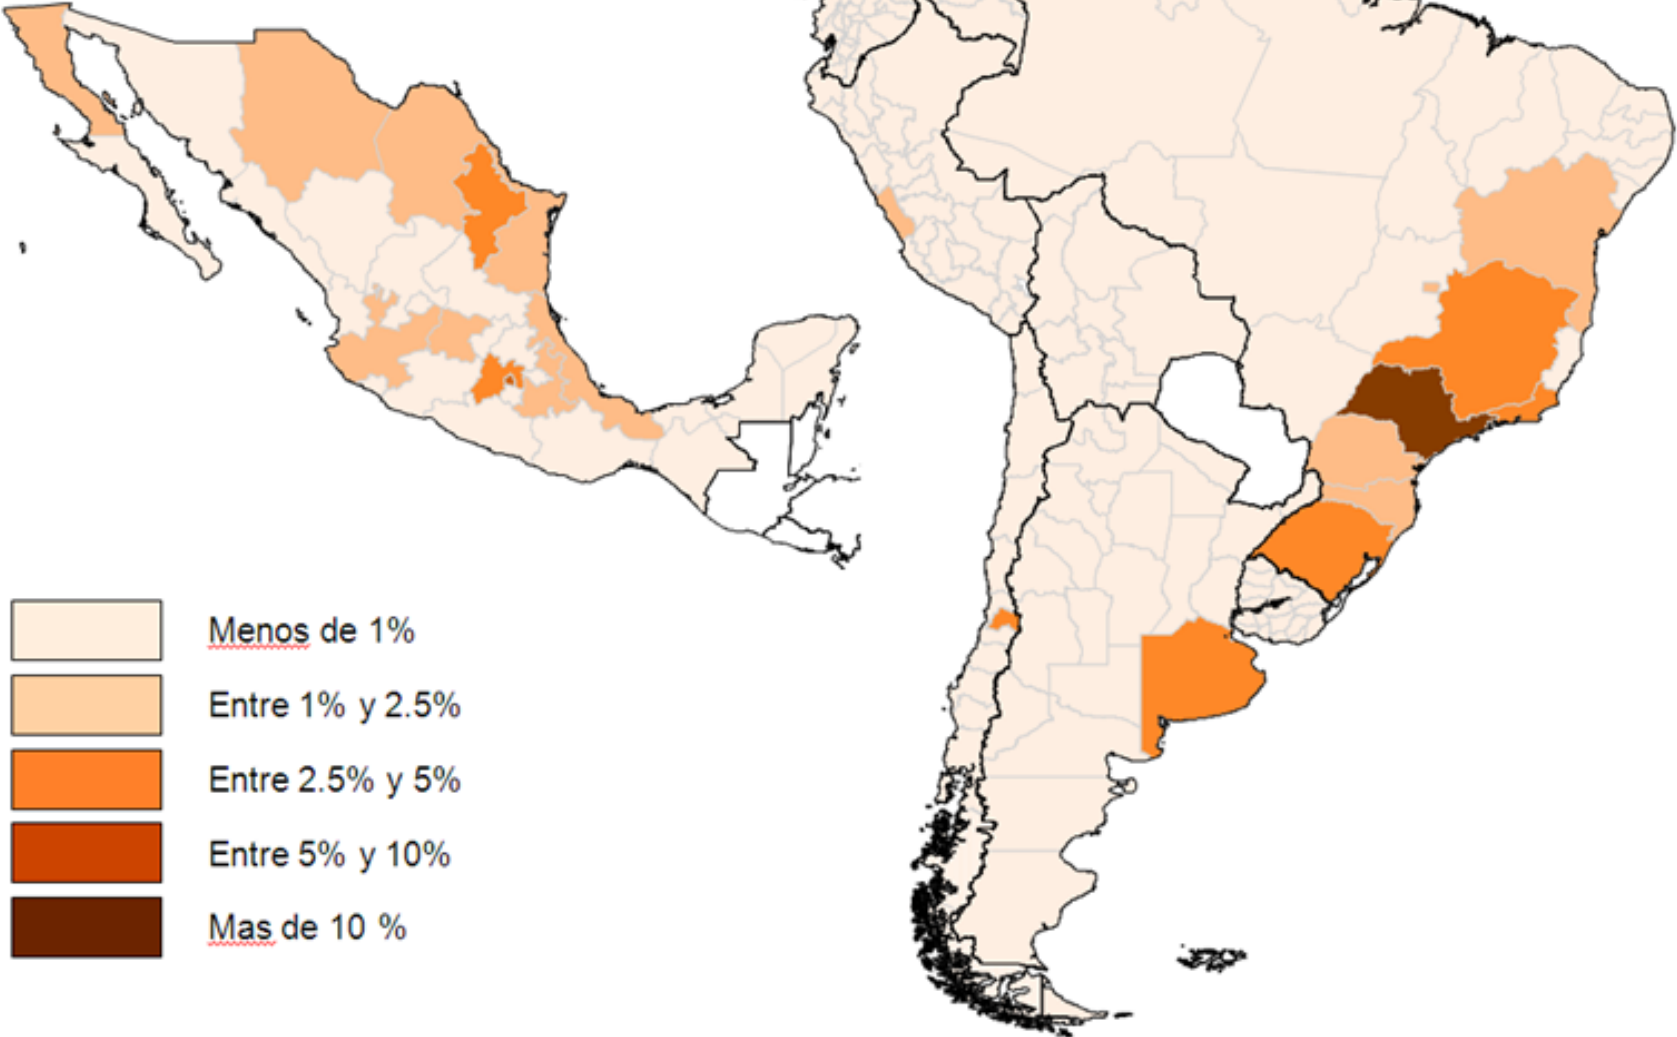 Menos de 1%
Entre 1% y 2.5%
Entre 2.5% y 5%
Entre 5% y 10%
Mas de 10 %